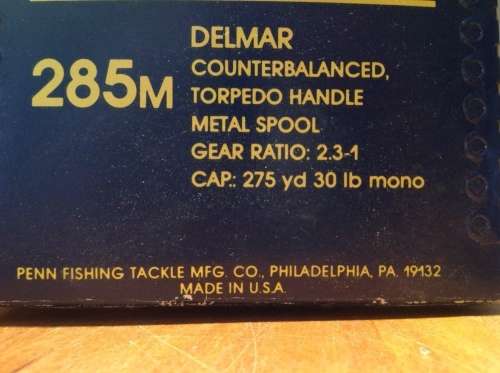 285M
DELMAR
COUNTERBALANCED,
TORPEDO HANDLE
METAL SPOOL
GEAR RATIO: 2.3-1
CAP.: 275 yd 30 lb mono
PENN FISHING TACKLE MFG. CO., PHILADELPHIA, PA. 19132
MADE IN U.S.A.